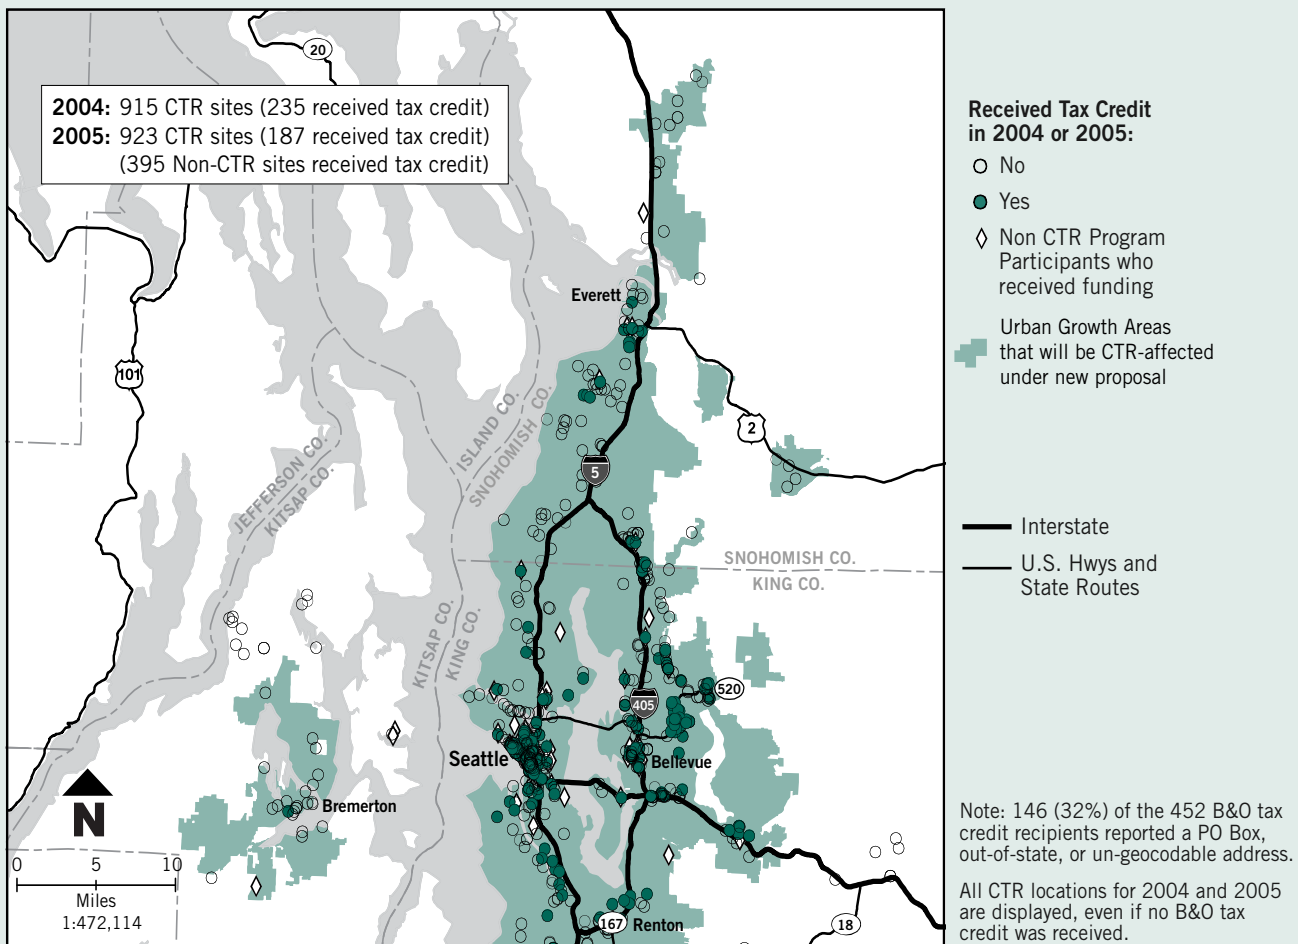 20
2004: 915 CTR sites (235 received tax credit)
2005: 923 CTR sites (187 received tax credit)
(395 Non-CTR sites received tax credit)
Everett
101
2
ISLAND CO.
SNOHOMISH CO.
JEFFERSON CO.
KITSAP CO.
5
SNOHOMISH CO.
KING CO.
KITSAP CO.
KING CO.
520
405
Seattle
Bellevue
Bremerton
N
0 5 10
Miles
1:472,114
167
Renton
18
Received Tax Credit
in 2004 or 2005:
No
Yes
Non CTR Program
Participants who
received funding
Urban Growth Areas
that will be CTR-affected
under new proposal
Interstate
U.S. Hwys and
State Routes
Note: 146 (32%) of the 452 B&O tax
credit recipients reported a PO Box,
out-of-state, or un-geocodable address.
All CTR locations for 2004 and 2005
are displayed, even if no B&O tax
credit was received.